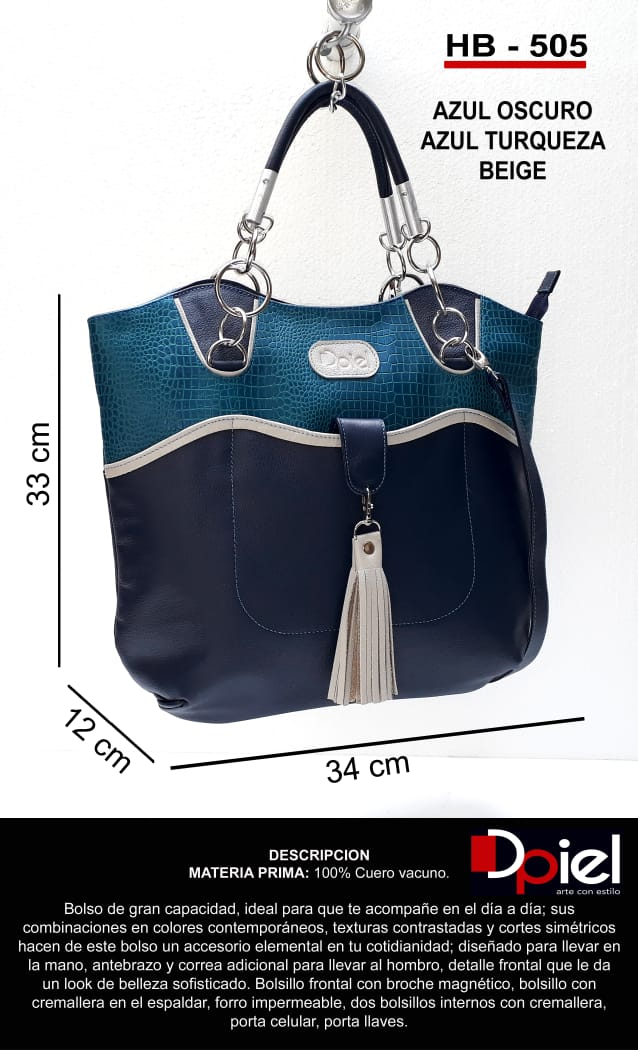 HB - 505
AZUL OSCURO
AZUL TURQUEZA
BEIGE
Dpiel
33 cm
12 cm
34 cm
DESCRIPCION
MATERIA PRIMA: 100% Cuero vacuno.
Dpiel
arte con estilo
Bolso de gran capacidad, ideal para que te acompañe en el día a día; sus
combinaciones en colores contemporáneos, texturas contrastadas y cortes simétricos
hacen de este bolso un accesorio elemental en tu cotidianidad; diseñado para llevar en
la mano, antebrazo y correa adicional para llevar al hombro, detalle frontal que le da
un look de belleza sofisticado. Bolsillo frontal con broche magnético, bolsillo con
cremallera en el espaldar, forro impermeable, dos bolsillos internos con cremallera,
porta celular, porta llaves.